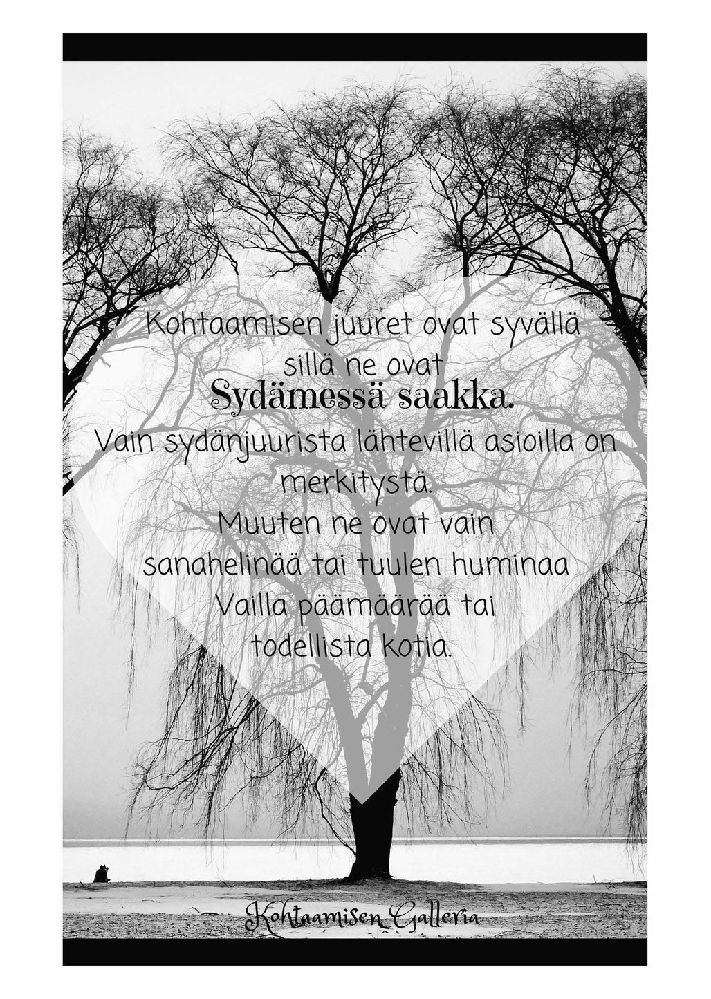 Kohtaamisen juuret ovat syvällä
sillä ne ovat
Sydämessä saakka.
Vain sydänjuurista lähtevillä asioilla on
merkitystä.
Muuten ne ovat vain
sanahelinää tai tuulen huminaa
Vailla päämäärää tai
todellista kotia.
Kohtaamisen Galleria